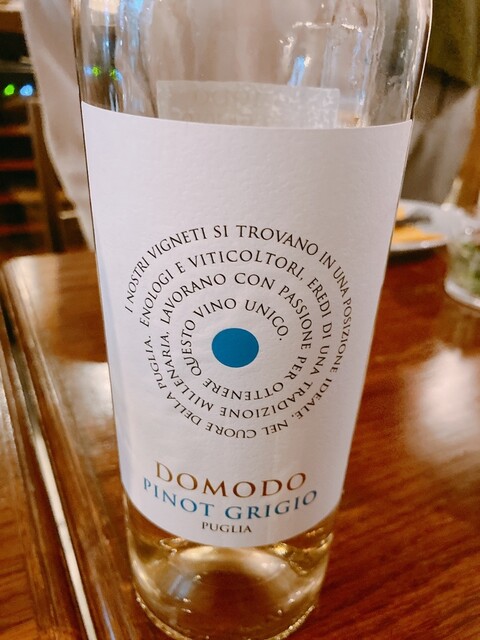 I NOSTRI VIGNETI SI TROVANO IN UNA POSIZIONE IDEALE, NEL CUORE DELLA PUGLIA. ENOLOGI E VITICOLTORI, EREDI DI UNA TRADIZIONE MILLENARIA, LAVORANO CON PASSIONE PER OTTENERE QUESTO VINO UNICO.
DOMODO
PINOT GRIGIO
PUGLIA